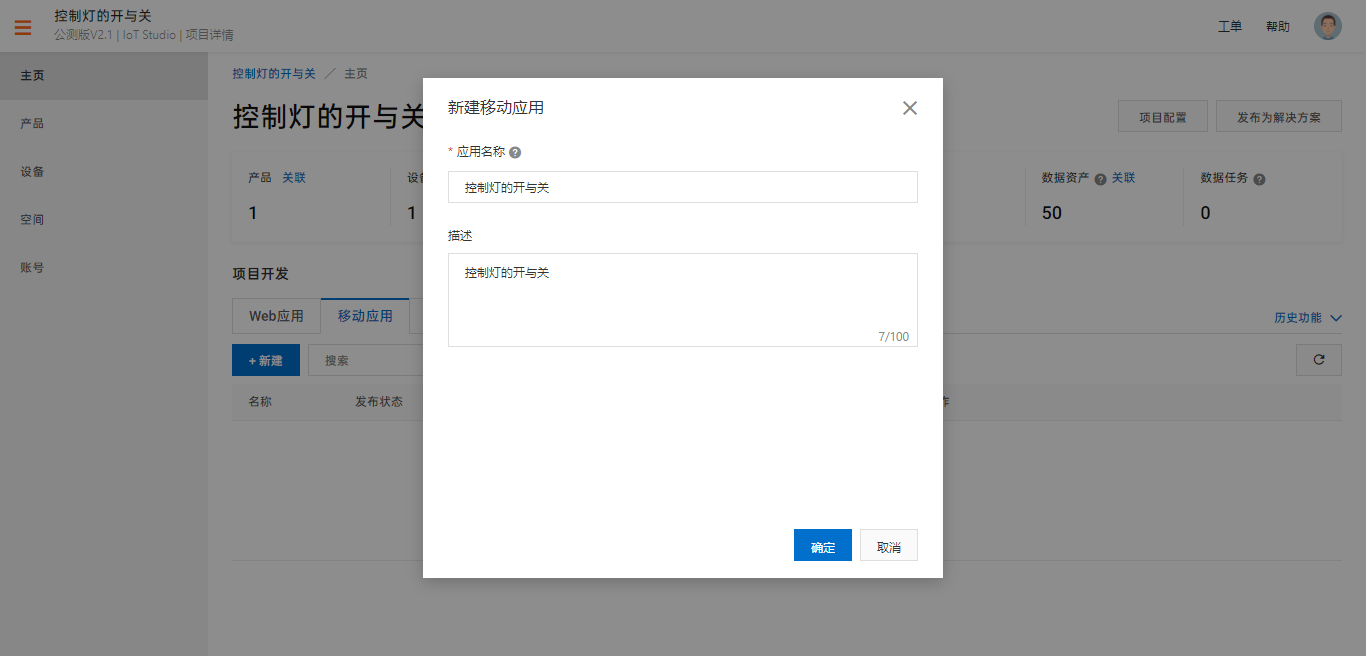 控制灯的开与关
公测版V2.1 | IoT Studio | 项目详情
工单
帮助
主页
产品
设备
空间
账号
控制灯的开与关 ／ 主页
控制灯的开与关
项目配置
发布为解决方案
产品 关联
1
设备
1
数据资产 ? 关联
50
数据任务 ?
0
项目开发
Web应用
移动应用
历史功能
+ 新建
搜索
名称
发布状态
新建移动应用
* 应用名称 ?
控制灯的开与关
描述
控制灯的开与关
7/100
确定
取消